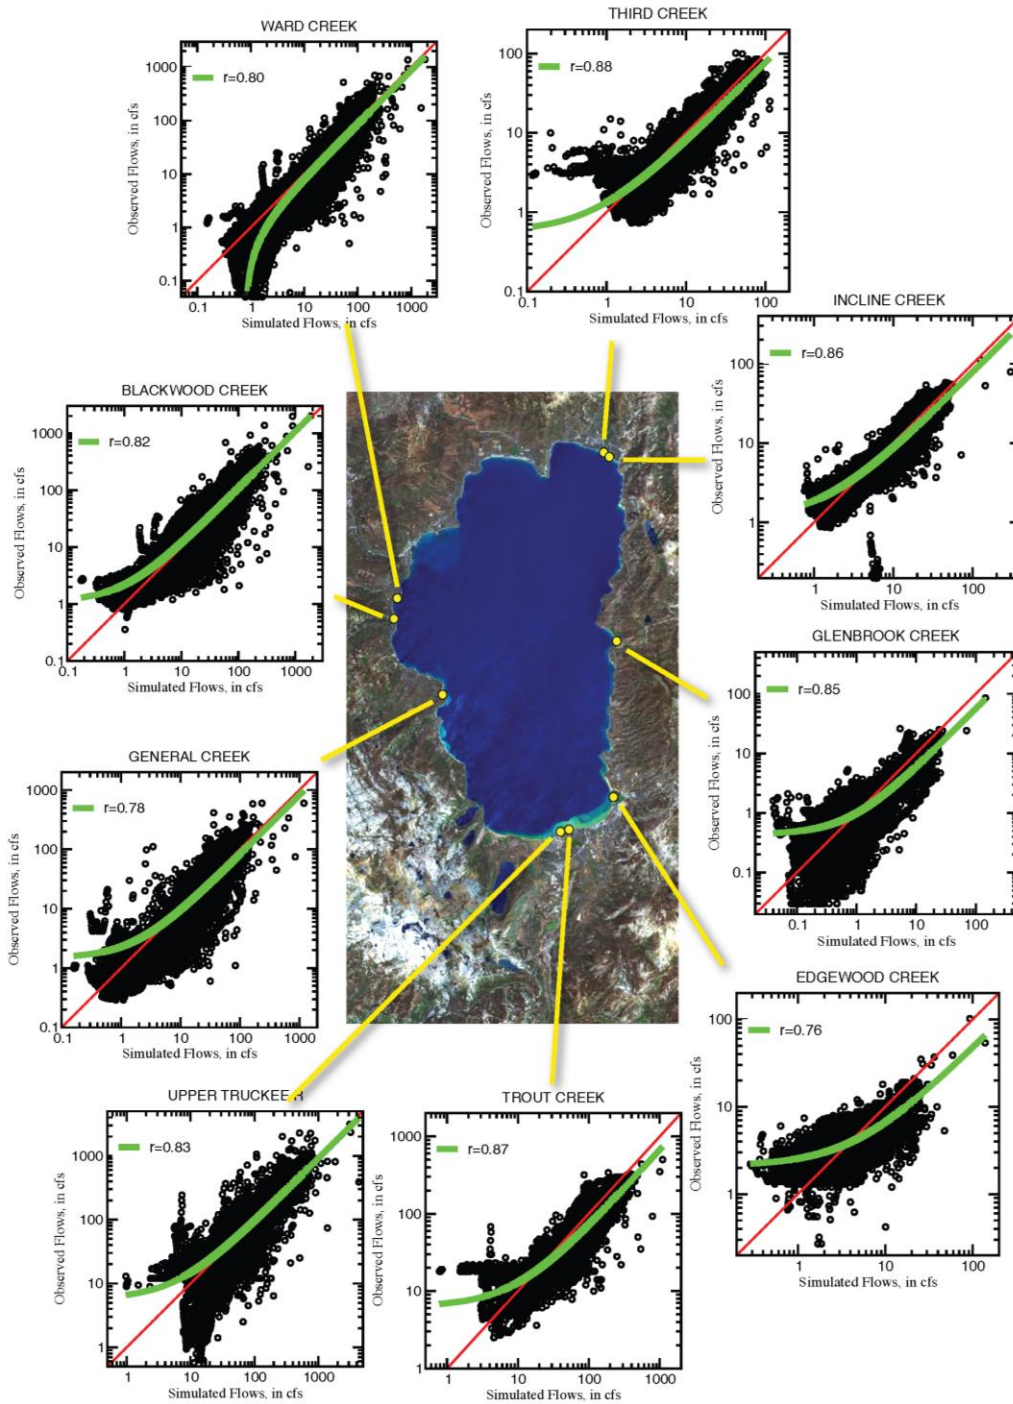 WARD CREEK
r=0.80
Observed Flows, in cfs
1000
100
10
1
0.1
0.1 1 10 100 1000
Simulated Flows, in cfs
THIRD CREEK
r=0.88
Observed Flows, in cfs
100
10
1
0.1
0.1 1 10 100
Simulated Flows, in cfs
INCLINE CREEK
r=0.86
Observed Flows, in cfs
100
10
1
1 10 100
Simulated Flows, in cfs
BLACKWOOD CREEK
r=0.82
Observed Flows, in cfs
1000
100
10
1
0.1
0.1 1 10 100 1000
Simulated Flows, in cfs
GLENBROOK CREEK
r=0.85
Observed Flows, in cfs
100
10
1
0.1
0.1 1 10 100
Simulated Flows, in cfs
GENERAL CREEK
r=0.78
Observed Flows, in cfs
1000
100
10
1
0.1
0.1 1 10 100 1000
Simulated Flows, in cfs
EDGEWOOD CREEK
r=0.76
Observed Flows, in cfs
100
10
1
1 10 100
Simulated Flows, in cfs
UPPER TRUCKEE R
r=0.83
Observed Flows, in cfs
1000
100
10
1
1 10 100 1000
Simulated Flows, in cfs
TROUT CREEK
r=0.87
Observed Flows, in cfs
1000
100
10
1
1 10 100 1000
Simulated Flows, in cfs